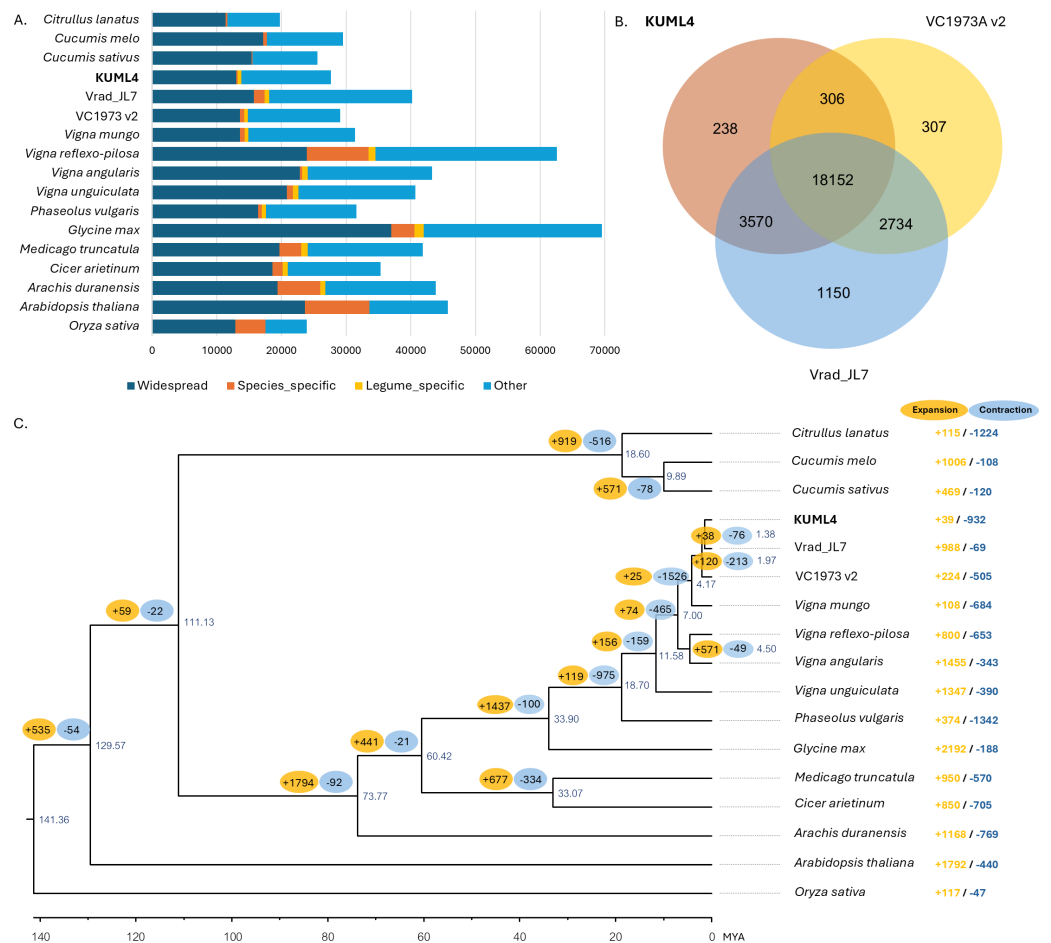 A.
Citrullus lanatus
Cucumis melo
Cucumis sativus
KUML4
Vrad_JL7
VC1973 v2
Vigna mungo
Vigna reflexo-pilosa
Vigna angularis
Vigna unguiculata
Phaseolus vulgaris
Glycine max
Medicago truncatula
Cicer arietinum
Arachis duranensis
Arabidopsis thaliana
Oryza sativa
0 10000 20000 30000 40000 50000 60000 70000
Widespread Species_specific Legume_specific Other
B. KUML4 VC1973A v2
306
238 307
18152
3570 2734
1150
Vrad_JL7
C.
Expansion Contraction
Citrullus lanatus +115 / -1224
+919 -516
18.60
Cucumis melo +1006 / -108
9.89
+571 -78
Cucumis sativus +469 / -120
KUML4 +39 / -932
+38 -76 1.38
Vrad_JL7 +988 / -69
+120 -213 1.97
+25 -1526
VC1973 v2 +224 / -505
4.17
Vigna mungo +108 / -684
+59 -22
+74 -465
7.00
111.13
Vigna reflexo-pilosa +800 / -653
+156 -159
+571 -49 4.50
11.58
Vigna angularis +1455 / -343
+119 -975
18.70
Vigna unguiculata +1347 / -390
+1437 -100
33.90
Phaseolus vulgaris +374 / -1342
+535 -54
129.57
+441 -21
Glycine max +2192 / -188
60.42
Medicago truncatula +950 / -570
+1794 -92
+677 -334
33.07
73.77
Cicer arietinum +850 / -705
141.36
Arachis duranensis +1168 / -769
Arabidopsis thaliana +1792 / -440
Oryza sativa +117 / -47
140 120 100 80 60 40 20 0 MYA